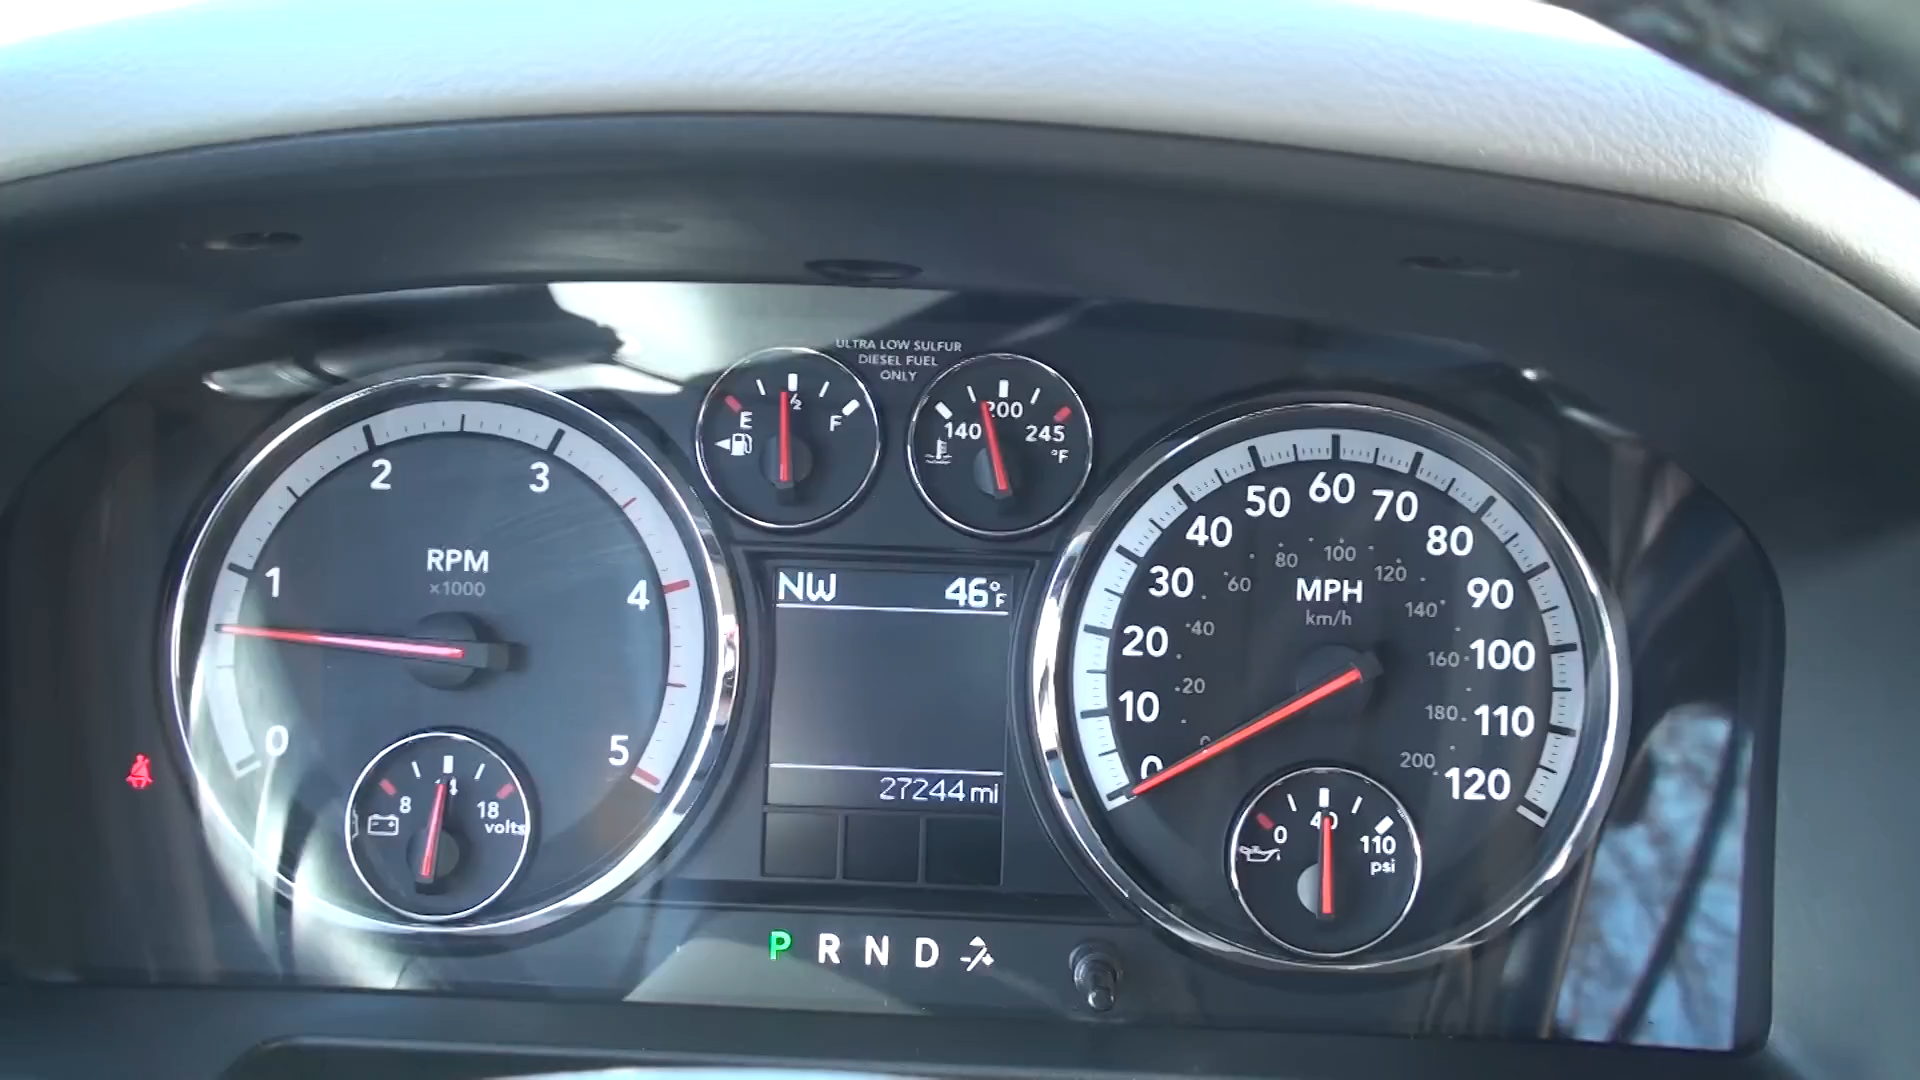 ULTRA LOW SULFUR
DIESEL FUEL
ONLY
E ½ F
140 200 245
°F
0 1 2 3 4 5
RPM
x1000
8 18
volts
NW 46°F
27244 mi
0 10 20 30 40 50 60 70 80 90 100 110 120
MPH
km/h
20 40 60 80 100 120 140 160 180 200
0 40 110
psi
P R N D